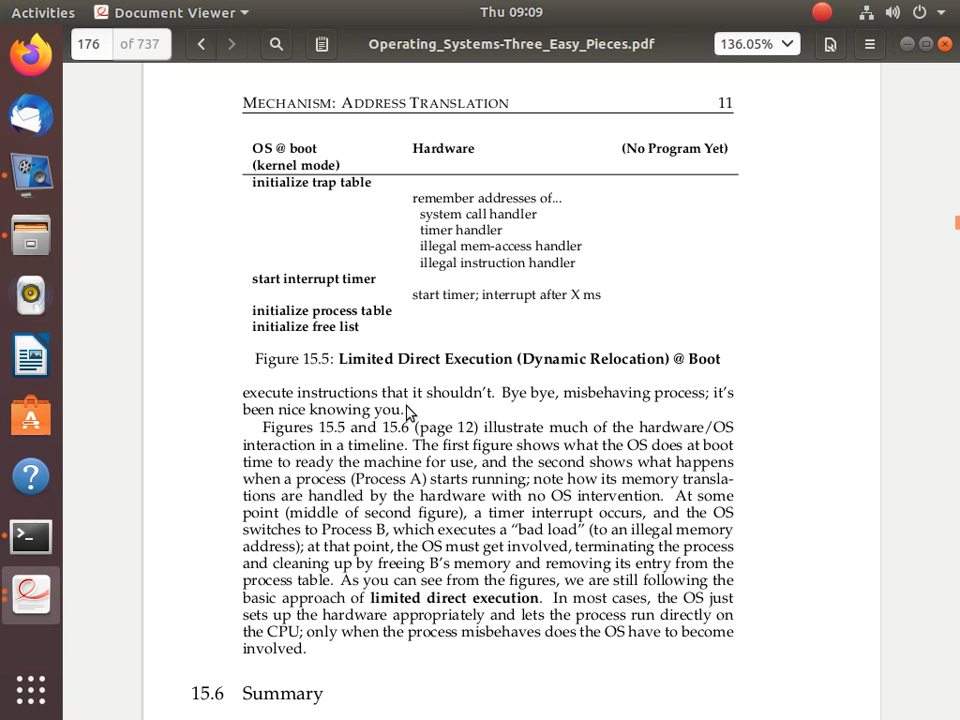 Activities Document Viewer Thu 09:09
176 of 737 Operating_Systems-Three_Easy_Pieces.pdf 136.05%
MECHANISM: ADDRESS TRANSLATION 11
OS @ boot Hardware (No Program Yet)
(kernel mode)
initialize trap table
remember addresses of...
system call handler
timer handler
illegal mem-access handler
illegal instruction handler
start interrupt timer
start timer; interrupt after X ms
initialize process table
initialize free list
Figure 15.5: Limited Direct Execution (Dynamic Relocation) @ Boot
execute instructions that it shouldn't. Bye bye, misbehaving process; it's
been nice knowing you.
Figures 15.5 and 15.6 (page 12) illustrate much of the hardware/OS
interaction in a timeline. The first figure shows what the OS does at boot
time to ready the machine for use, and the second shows what happens
when a process (Process A) starts running; note how its memory transla-
tions are handled by the hardware with no OS intervention. At some
point (middle of second figure), a timer interrupt occurs, and the OS
switches to Process B, which executes a "bad load" (to an illegal memory
address); at that point, the OS must get involved, terminating the process
and cleaning up by freeing B's memory and removing its entry from the
process table. As you can see from the figures, we are still following the
basic approach of limited direct execution. In most cases, the OS just
sets up the hardware appropriately and lets the process run directly on
the CPU; only when the process misbehaves does the OS have to become
involved.
15.6 Summary